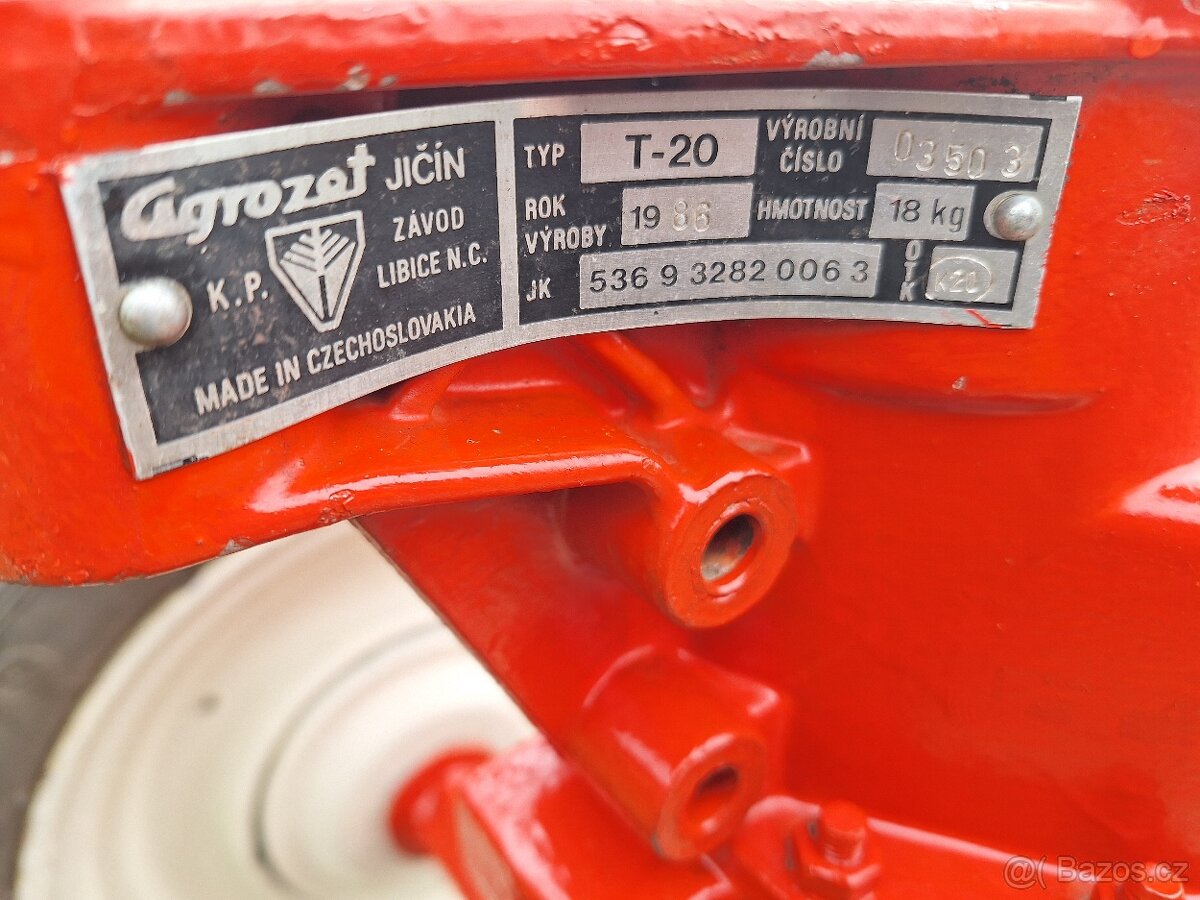 Agrozet JIČÍN
K.P. ZÁVOD
LIBICE N.C.
MADE IN CZECHOSLOVAKIA
TYP T-20 VÝROBNÍ ČÍSLO 03503
ROK VÝROBY 1986 HMOTNOST 18 kg
JK 536 9 3282 006 3 OTK
@( Bazos.cz